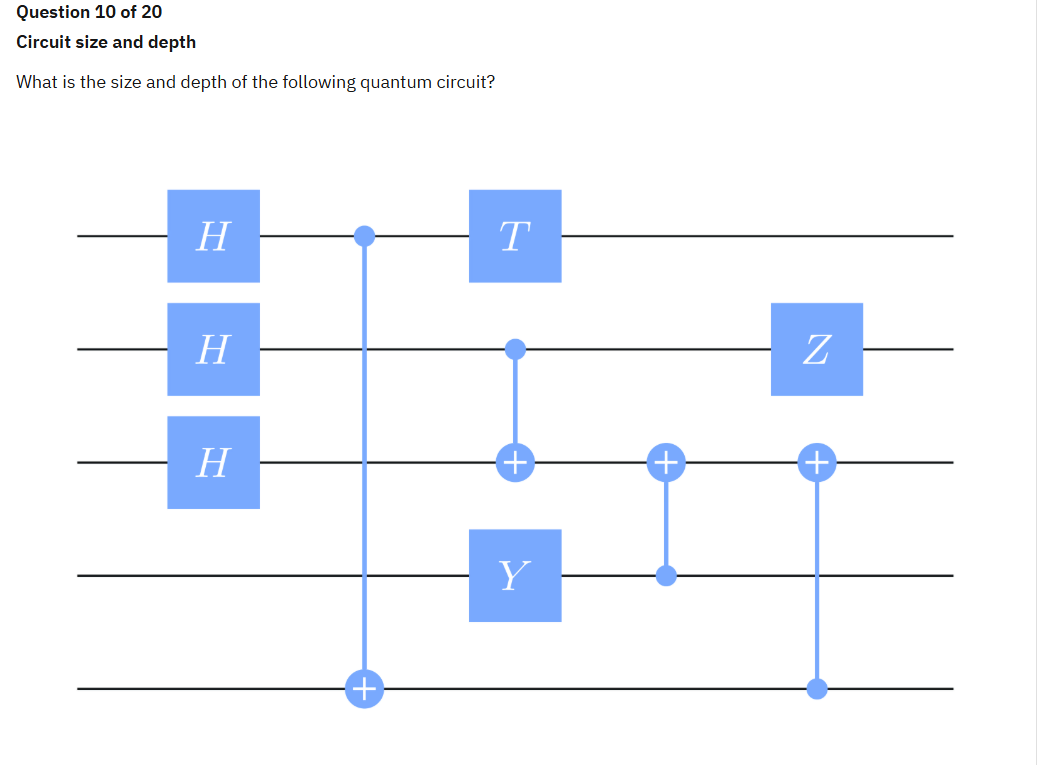 Question 10 of 20
Circuit size and depth
What is the size and depth of the following quantum circuit?
H
T
H
Z
H
Y